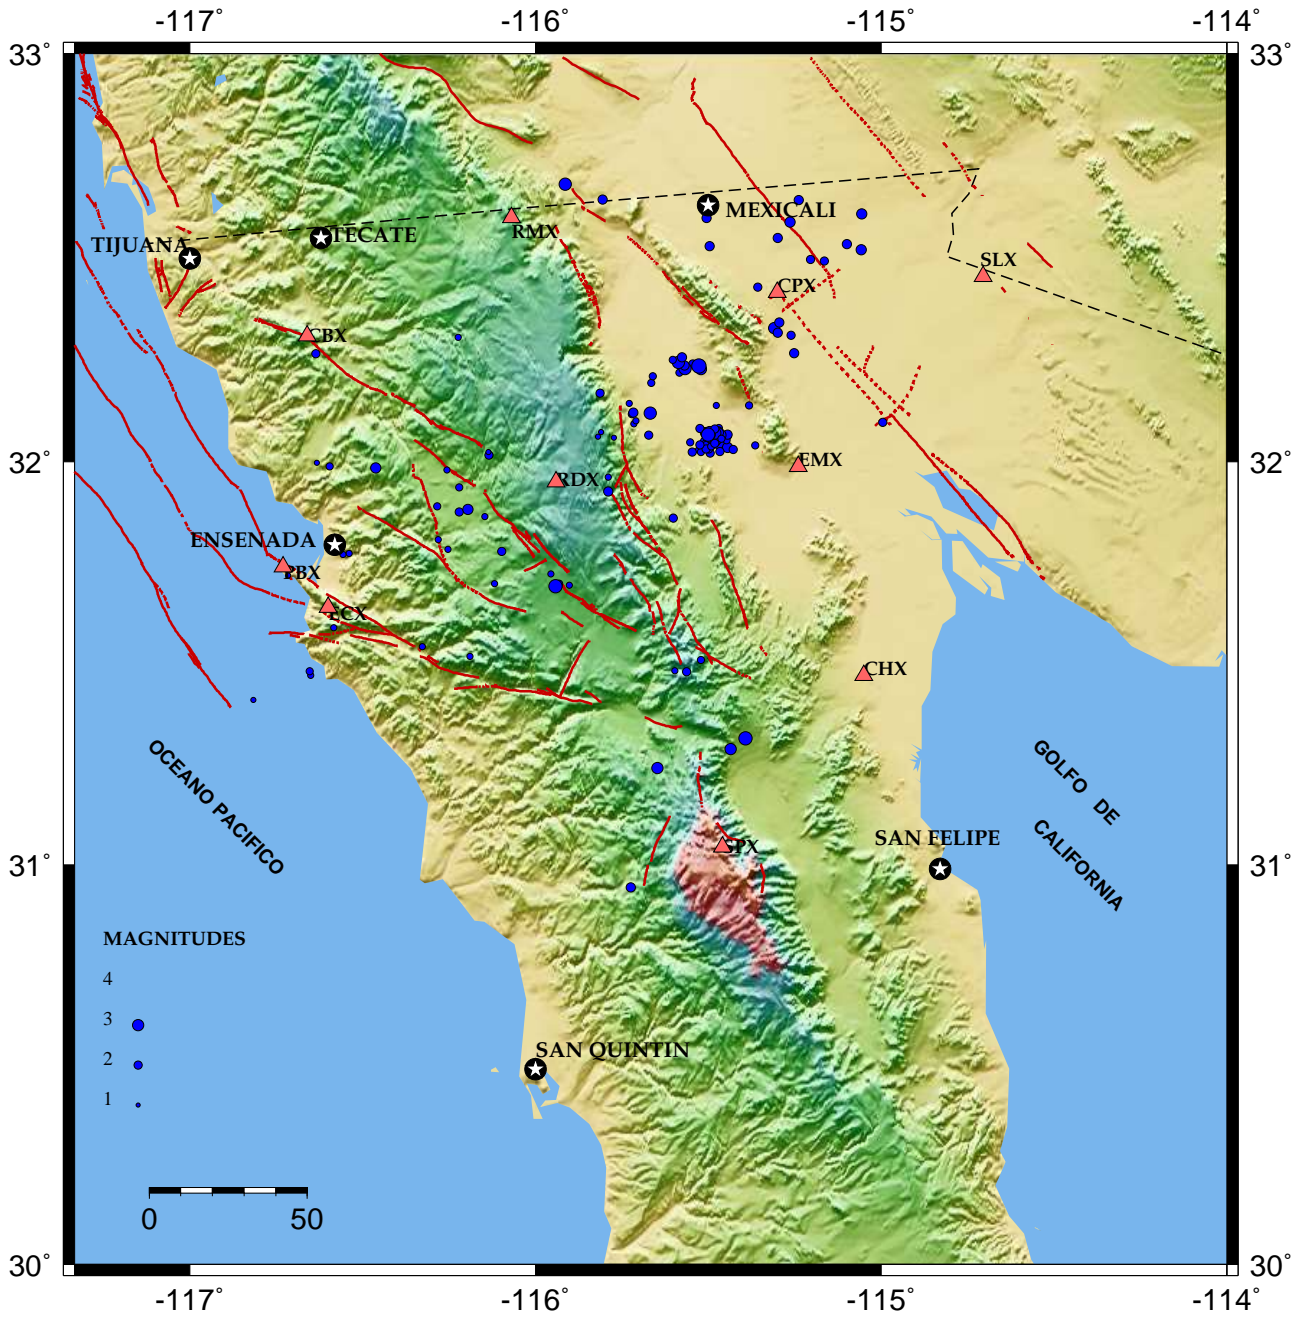 -117° -116° -115° -114°
33° 33°
MEXICALI
RMX
TECATE
TIJUANA
SLX
CPX
CBX
32° 32°
EMX
RDX
ENSENADA
PBX
ECX
CHX
OCEANO PACIFICO
GOLFO DE
CALIFORNIA
SAN FELIPE
SPX
31° 31°
MAGNITUDES
4
3
2
1
SAN QUINTIN
0 50
30° 30°
-117° -116° -115° -114°